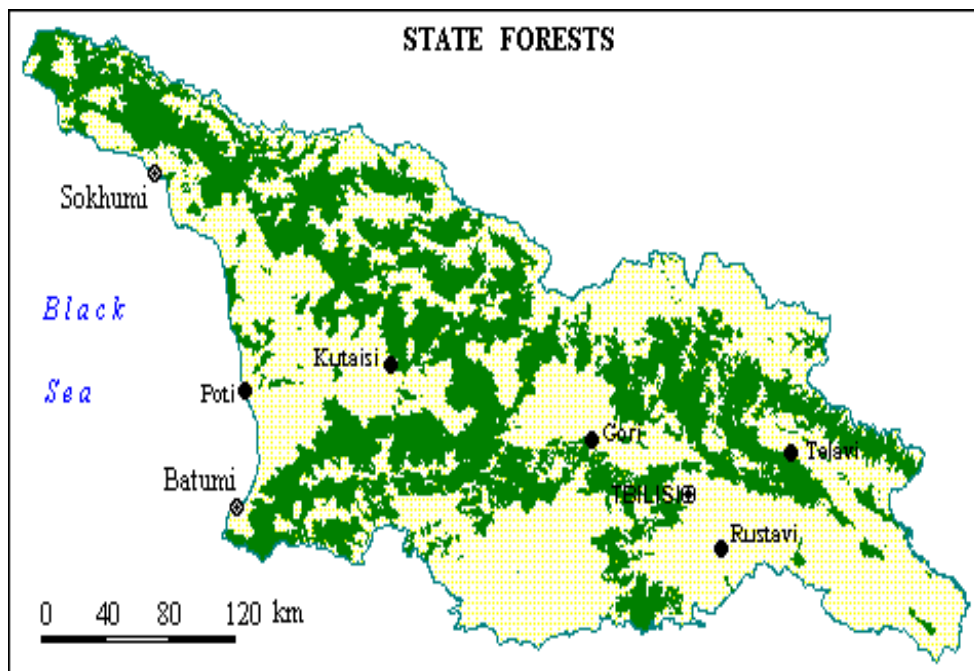 STATE FORESTS
Sokhumi
Black
Sea
Kutaisi
Poti
Gori
Telavi
Batumi
TBILISI
Rustavi
0 40 80 120 km